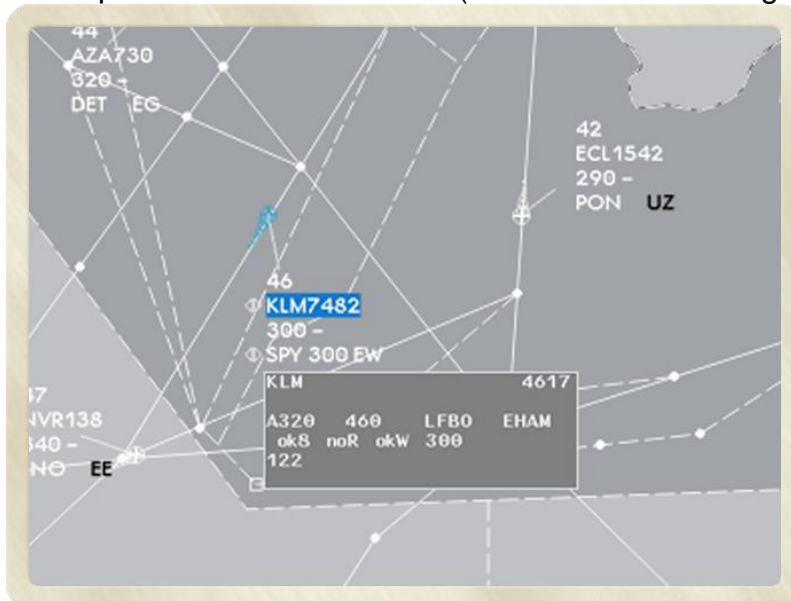 44
AZA730
320 -
DET EG
42
ECL1542
290 -
PON UZ
46
KLM7482
300 -
SPY 300 EW
KLM 4617
A320 460 LFBO EHAM
ok8 noR okW 300
122
47
NVR138
340 -
EE